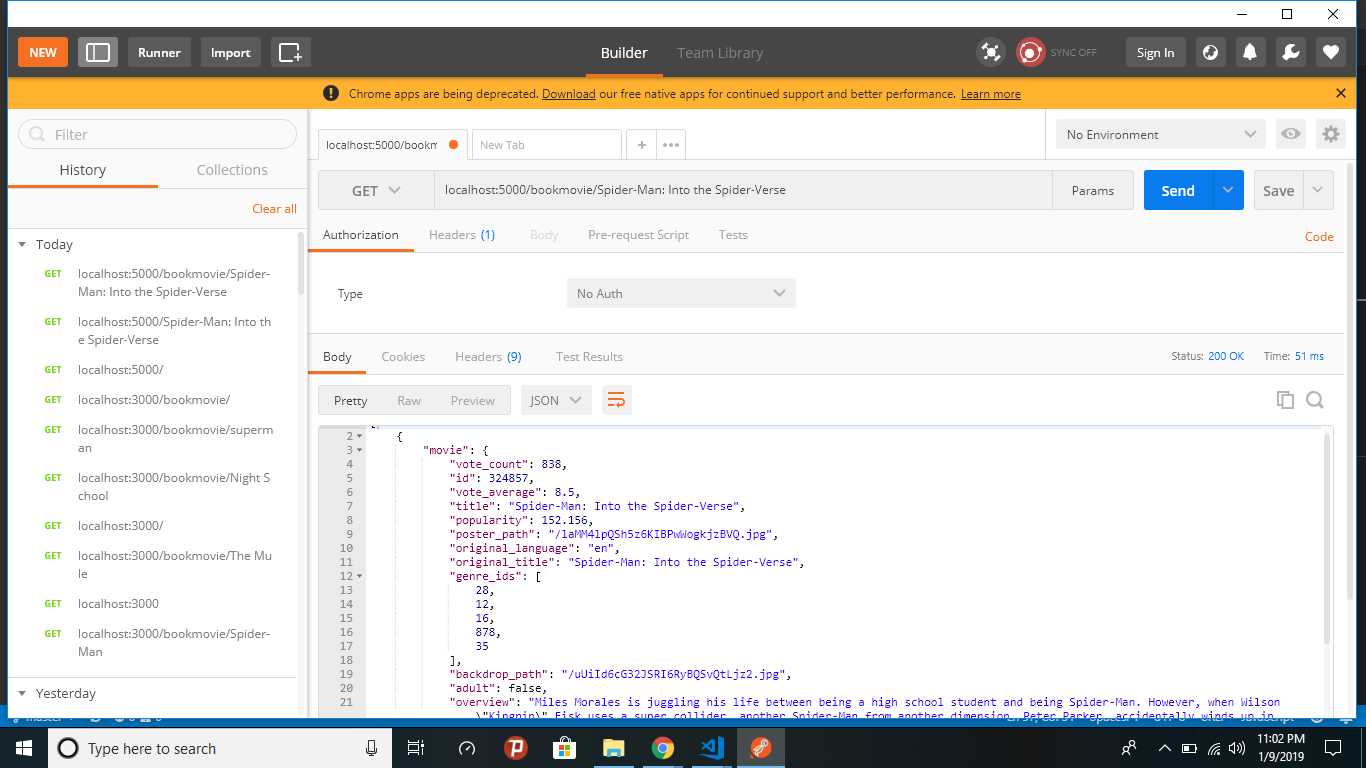 NEW
Runner
Import
Builder
Team Library
SYNC OFF
Sign In
Chrome apps are being deprecated. Download our free native apps for continued support and better performance. Learn more
Filter
History
Collections
Clear all
Today
GET localhost:5000/bookmovie/Spider-
Man: Into the Spider-Verse
GET localhost:5000/Spider-Man: Into th
e Spider-Verse
GET localhost:5000/
GET localhost:3000/bookmovie/
GET localhost:3000/bookmovie/superm
an
GET localhost:3000/bookmovie/Night S
chool
GET localhost:3000/
GET localhost:3000/bookmovie/The Mu
le
GET localhost:3000
GET localhost:3000/bookmovie/Spider-
Man
Yesterday
localhost:5000/bookm
New Tab
No Environment
GET
localhost:5000/bookmovie/Spider-Man: Into the Spider-Verse
Params
Send
Save
Authorization
Headers (1)
Body
Pre-request Script
Tests
Code
Type
No Auth
Body
Cookies
Headers (9)
Test Results
Status: 200 OK
Time: 51 ms
Pretty
Raw
Preview
JSON
2 {
3 "movie": {
4 "vote_count": 838,
5 "id": 324857,
6 "vote_average": 8.5,
7 "title": "Spider-Man: Into the Spider-Verse",
8 "popularity": 152.156,
9 "poster_path": "/laMM4lpQSh5z6KIBPwWogkjzBVQ.jpg",
10 "original_language": "en",
11 "original_title": "Spider-Man: Into the Spider-Verse",
12 "genre_ids": [
13 28,
14 12,
15 16,
16 878,
17 35
18 ],
19 "backdrop_path": "/uUiId6cG32JSRI6RyBQSvQtLjz2.jpg",
20 "adult": false,
21 "overview": "Miles Morales is juggling his life between being a high school student and being Spider-Man. However, when Wilson
\"Kingpin\" Fisk uses a super collider, another Spider-Man from another dimension, Peter Parker, accidentally winds up in
Type here to search
11:02 PM
1/9/2019